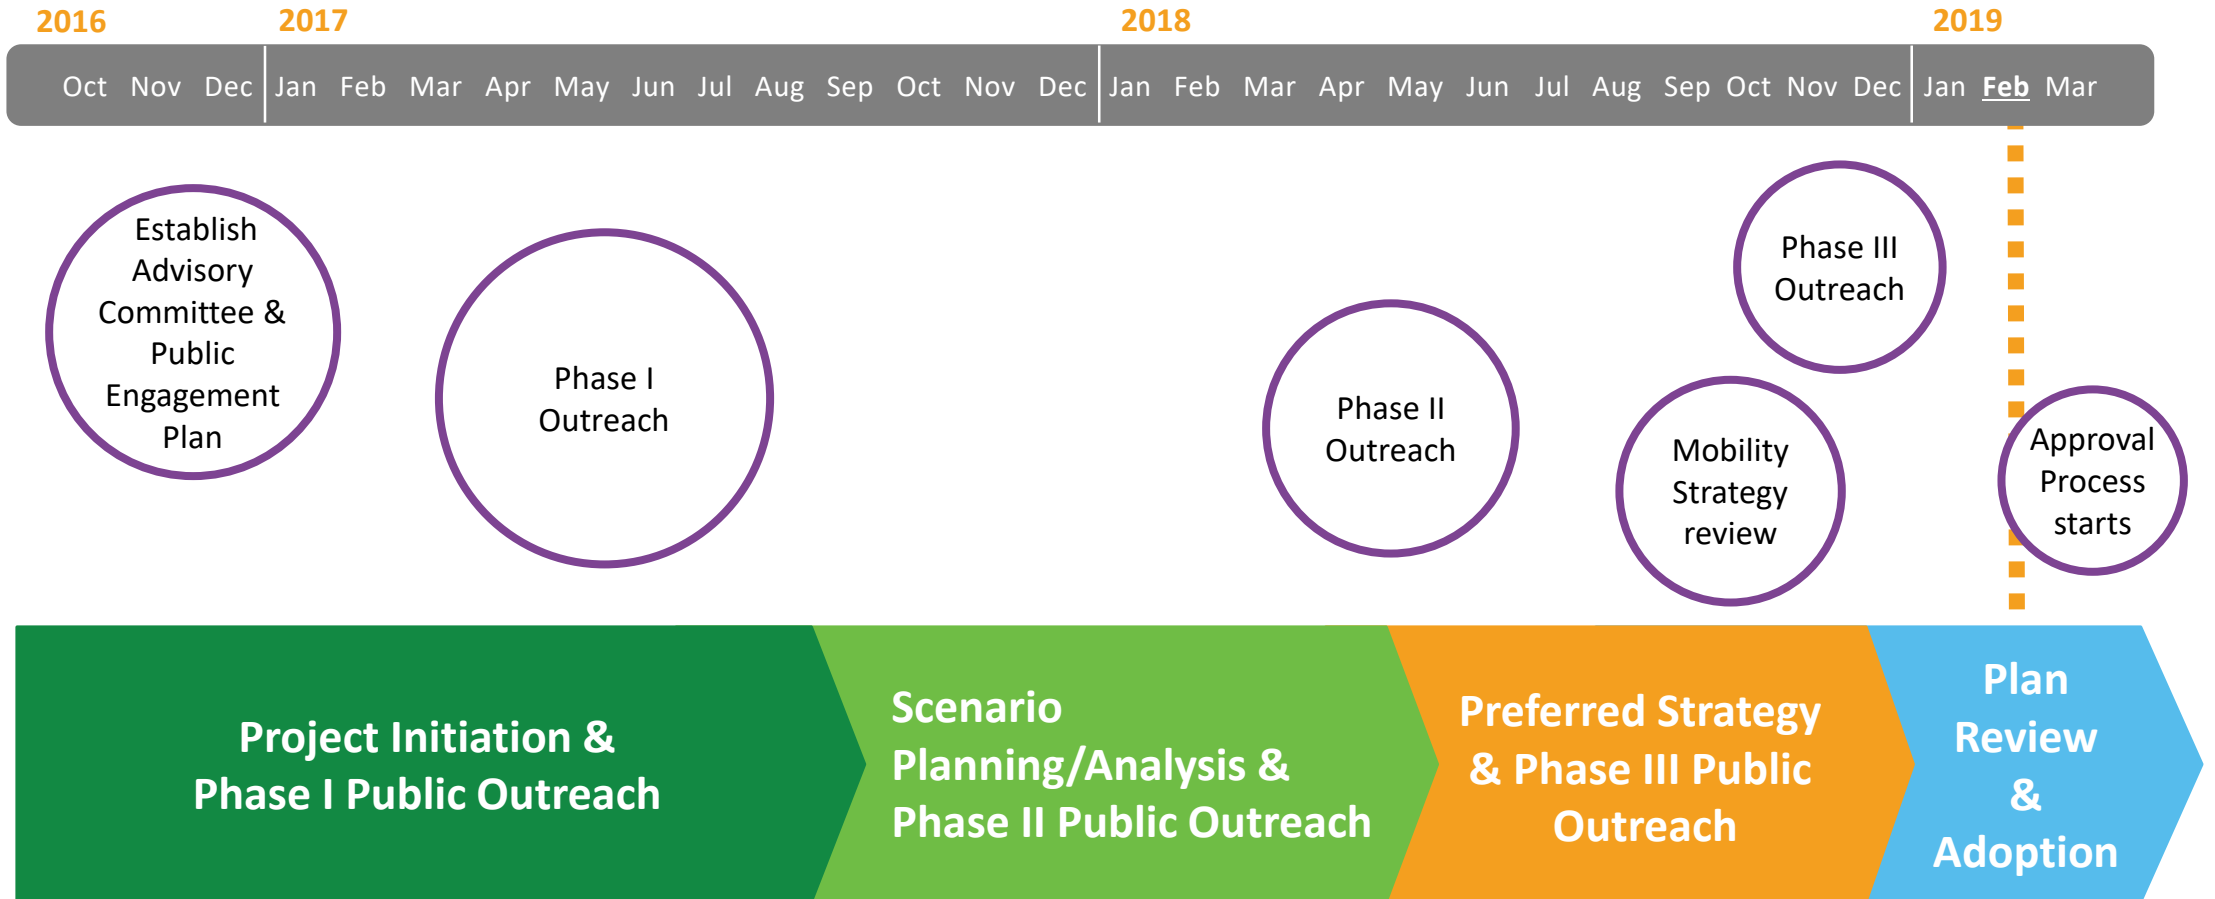 2016 2017 2018 2019
Oct Nov Dec Jan Feb Mar Apr May Jun Jul Aug Sep Oct Nov Dec Jan Feb Mar Apr May Jun Jul Aug Sep Oct Nov Dec Jan Feb Mar
Establish
Advisory
Committee &
Public
Engagement
Plan
Phase I
Outreach
Phase II
Outreach
Mobility
Strategy
review
Phase III
Outreach
Approval
Process
starts
Project Initiation &
Phase I Public Outreach
Scenario
Planning/Analysis &
Phase II Public Outreach
Preferred Strategy
& Phase III Public
Outreach
Plan
Review
&
Adoption